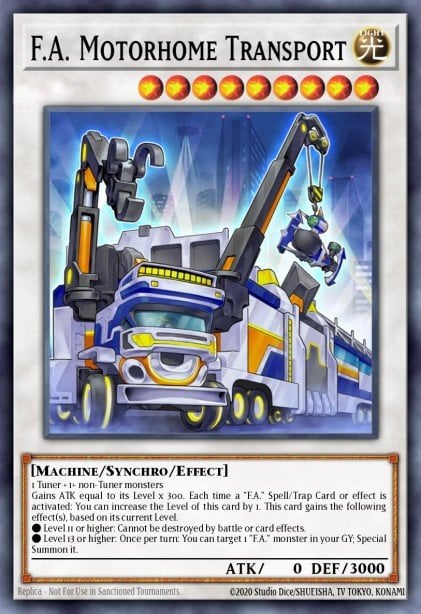 F.A. Motorhome Transport
LIGHT
光
[Machine/Synchro/Effect]
1 Tuner + 1+ non-Tuner monsters
Gains ATK equal to its Level x 300. Each time a "F.A." Spell/Trap Card or effect is
activated: You can increase the Level of this card by 1. This card gains the following
effect(s), based on its current Level.
● Level 11 or higher: Cannot be destroyed by battle or card effects.
● Level 13 or higher: Once per turn: You can target 1 "F.A." monster in your GY; Special
Summon it.
ATK/ 0 DEF/3000
Replica - Not For Use in Sanctioned Tournaments. ©2020 Studio Dice/SHUEISHA, TV TOKYO, KONAMI